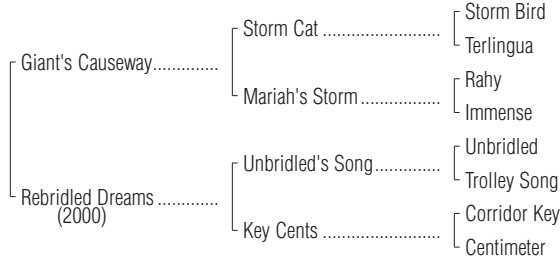 Storm Bird
Storm Cat ........................
Terlingua
Giant's Causeway.............
Rahy
Mariah's Storm ................
Immense
Unbridled
Unbridled's Song.............
Trolley Song
Rebridled Dreams ............
(2000)
Corridor Key
Key Cents ........................
Centimeter